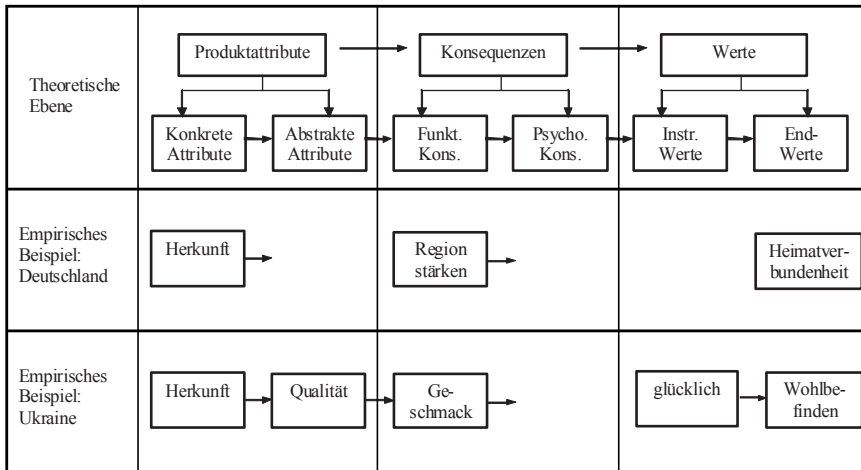 Produktattribute
Konsequenzen
Werte
Theoretische
Ebene
Konkrete
Attribute
Abstrakte
Attribute
Funkt.
Kons.
Psycho.
Kons.
Instr.
Werte
End-
Werte
Empirisches
Beispiel:
Deutschland
Herkunft
Region
stärken
Heimatver-
bundenheit
Empirisches
Beispiel:
Ukraine
Herkunft
Qualität
Ge-
schmack
glücklich
Wohlbe-
finden